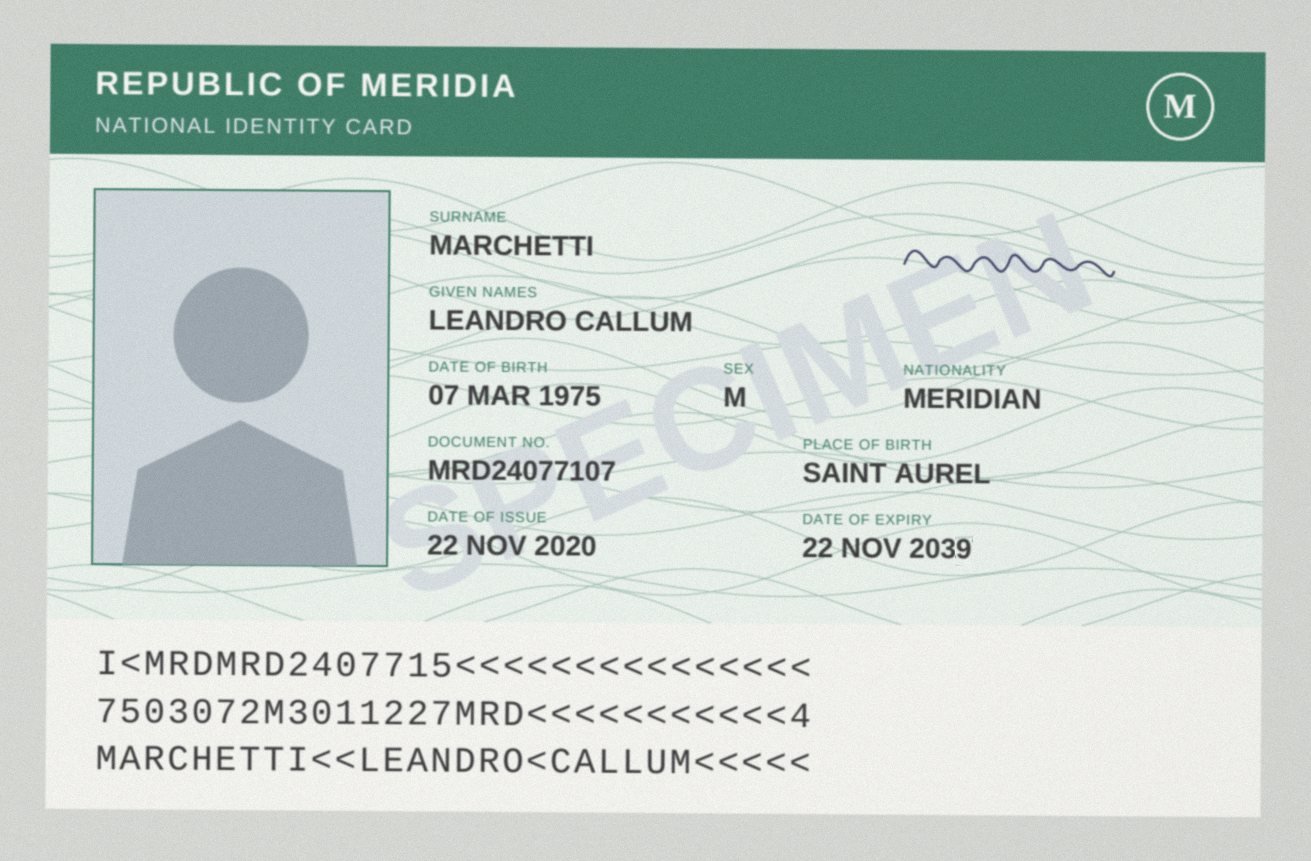 REPUBLIC OF MERIDIA
NATIONAL IDENTITY CARD
M
SURNAME
MARCHETTI
GIVEN NAMES
LEANDRO CALLUM
DATE OF BIRTH
07 MAR 1975
SEX
M
NATIONALITY
MERIDIAN
DOCUMENT NO.
MRD24077107
PLACE OF BIRTH
SAINT AUREL
DATE OF ISSUE
22 NOV 2020
DATE OF EXPIRY
22 NOV 2039
SPECIMEN
I<MRDMRD2407715<<<<<<<<<<<<<<<
7503072M3011227MRD<<<<<<<<<<<4
MARCHETTI<<LEANDRO<CALLUM<<<<<